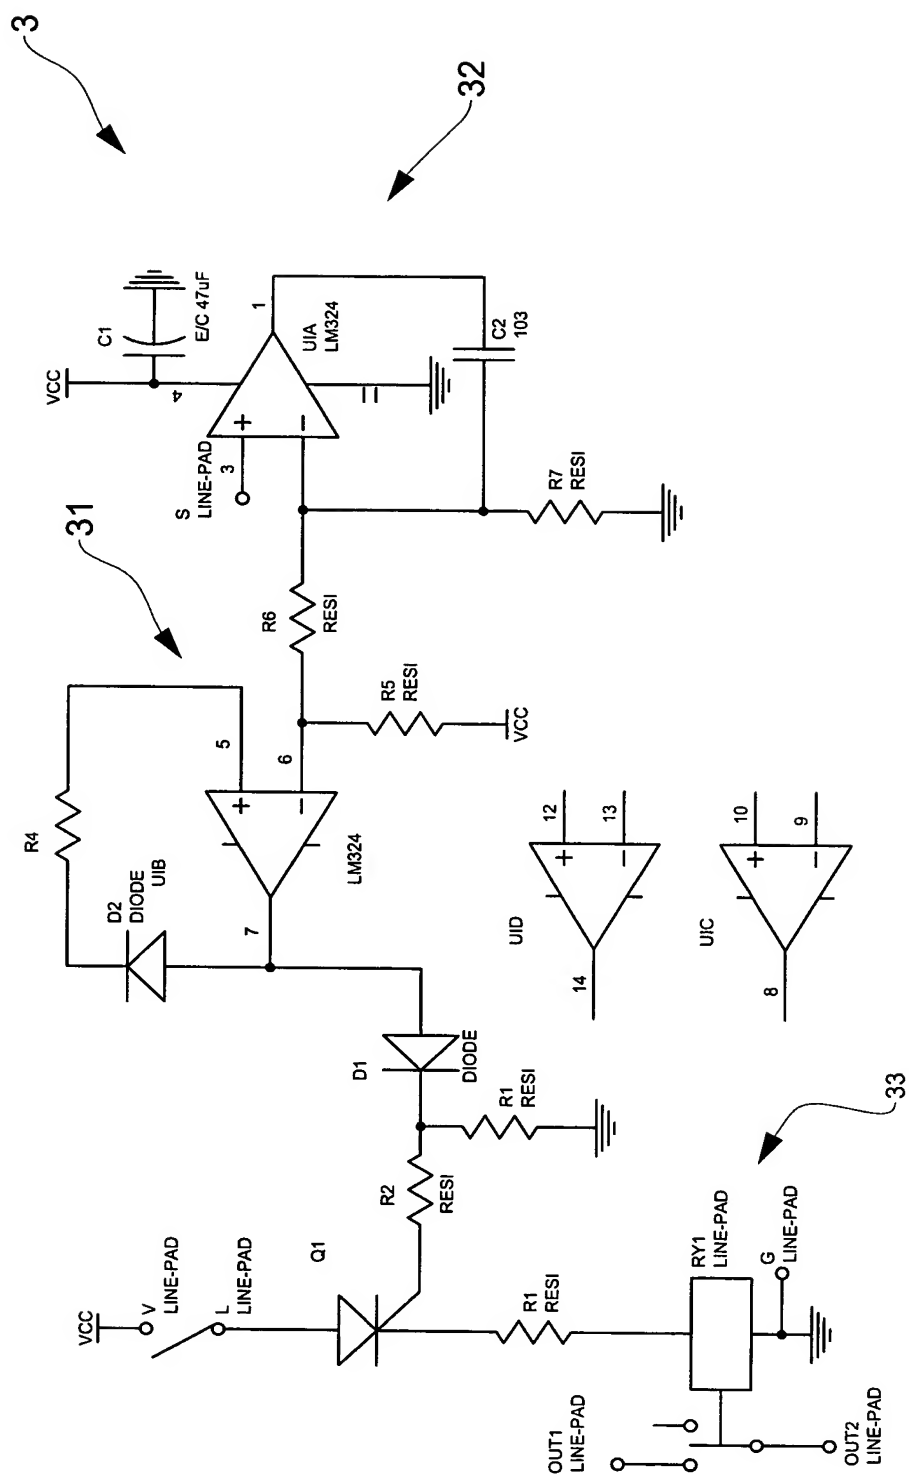 3
32
31
33
VCC
C1
E/C 47uF
4
S
LINE-PAD
3
+
−
1
UIA
LM324
C2
103
R7
RESI
R6
RESI
R5
RESI
VCC
R4
5
6
+
−
LM324
D2
DIODE
UIB
7
D1
DIODE
R1
RESI
R2
RESI
Q1
VCC
V
LINE-PAD
L
LINE-PAD
R1
RESI
RY1
LINE-PAD
G
LINE-PAD
OUT1
LINE-PAD
OUT2
LINE-PAD
UID
12
13
14
+
−
UIC
10
9
8
+
−